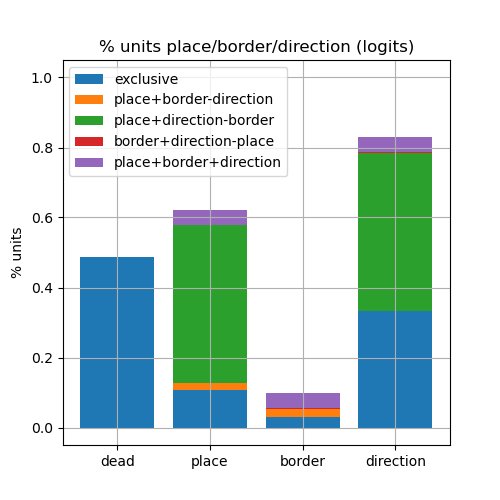 % units place/border/direction (logits)
exclusive
place+border-direction
place+direction-border
border+direction-place
place+border+direction
% units
1.0
0.8
0.6
0.4
0.2
0.0
dead place border direction